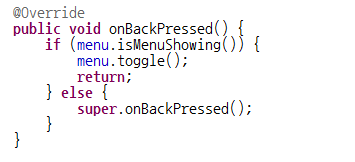 @Override
public void onBackPressed() {
    if (menu.isMenuShowing()) {
        menu.toggle();
        return;
    } else {
        super.onBackPressed();
    }
}